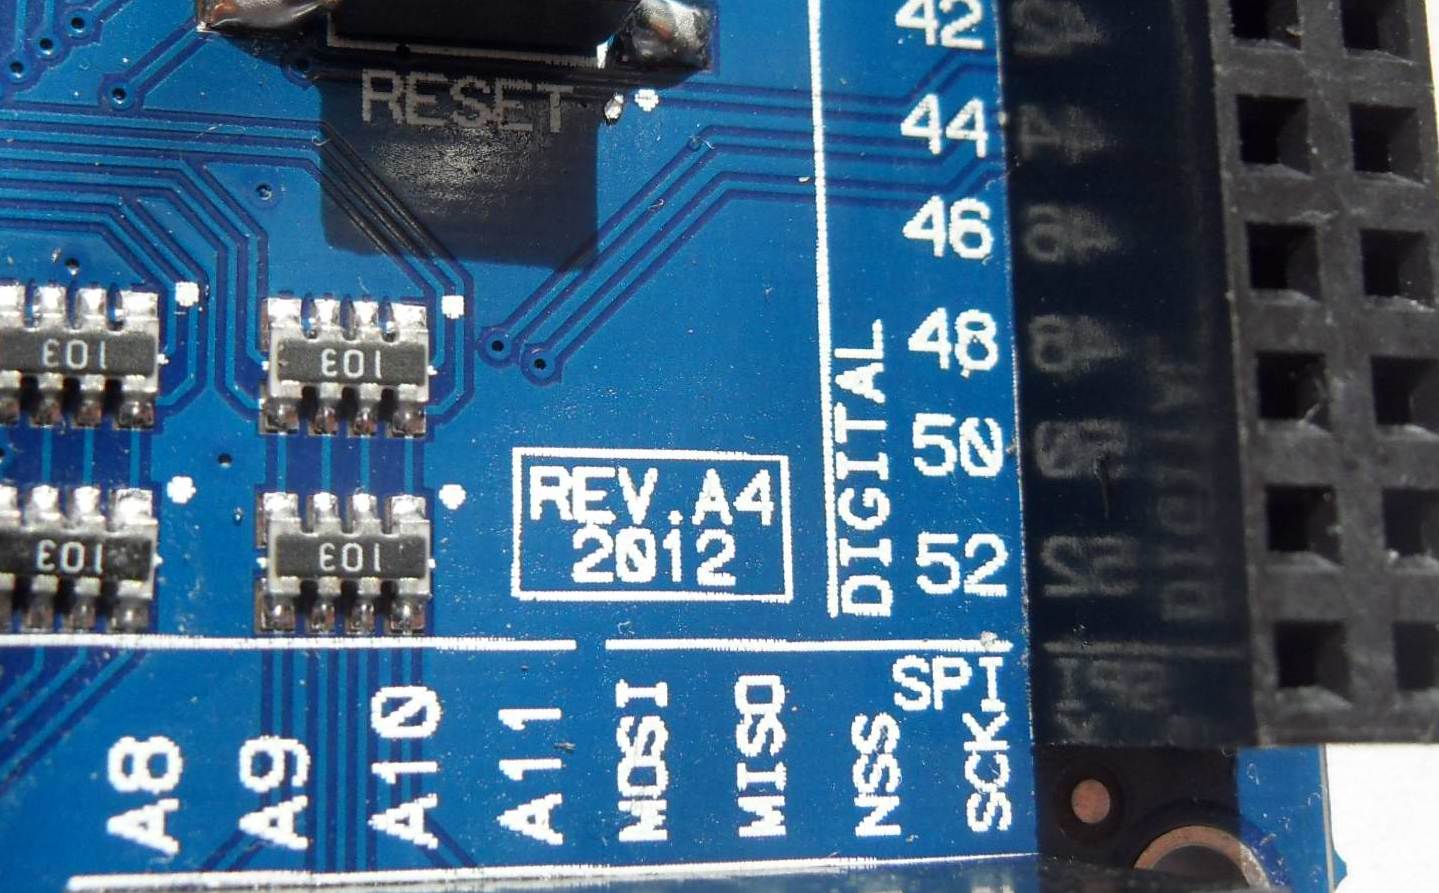 42
RESET
44
46
48
50
52
DIGITAL
103
103
103
103
REV.A4
2012
SPI
A8
A9
A10
A11
MOSI
MISO
NSS
SCK